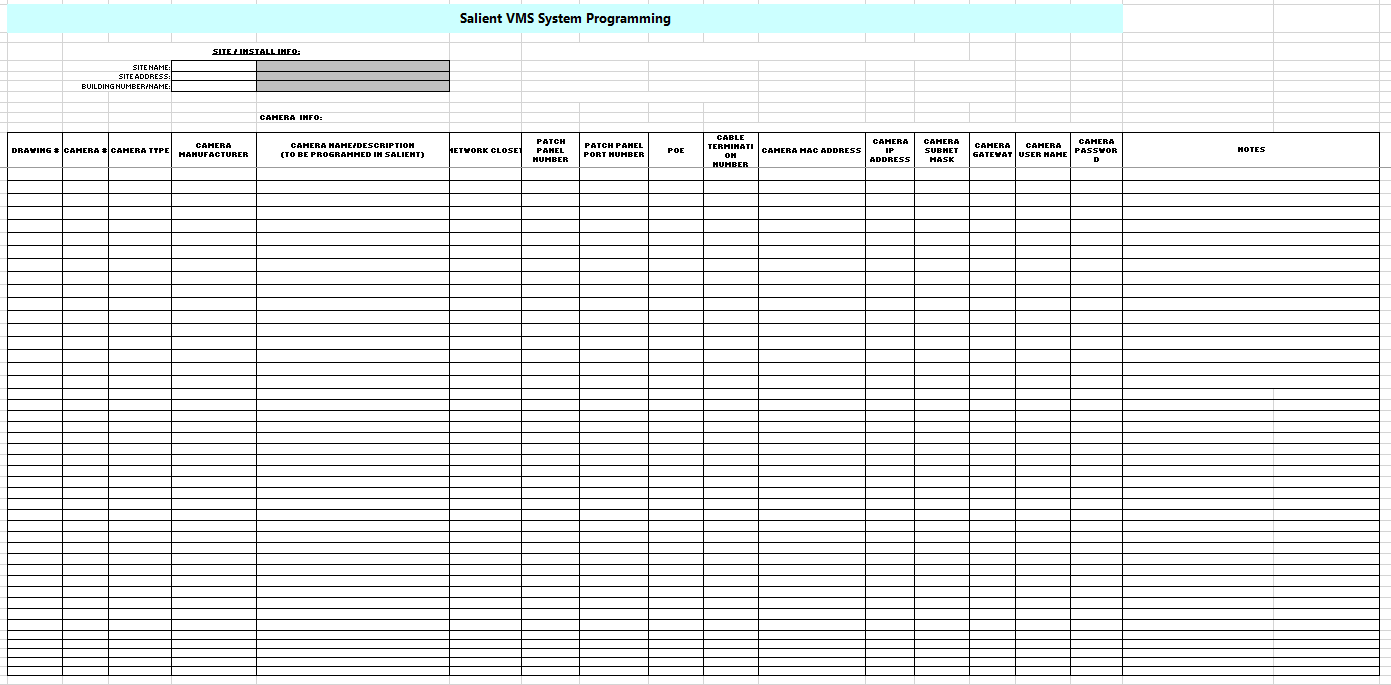 Salient VMS System Programming
SITE / INSTALL INFO:
SITE NAME:
SITE ADDRESS:
BUILDING NUMBER/NAME:
CAMERA INFO:
DRAWING #
CAMERA #
CAMERA TYPE
CAMERA
MANUFACTURER
CAMERA NAME/DESCRIPTION
(TO BE PROGRAMMED IN SALIENT)
NETWORK CLOSET
PATCH
PANEL
NUMBER
PATCH PANEL
PORT NUMBER
POE
CABLE
TERMINATI
ON
NUMBER
CAMERA MAC ADDRESS
CAMERA
IP
ADDRESS
CAMERA
SUBNET
MASK
CAMERA
GATEWAY
CAMERA
USER NAME
CAMERA
PASSWOR
D
NOTES